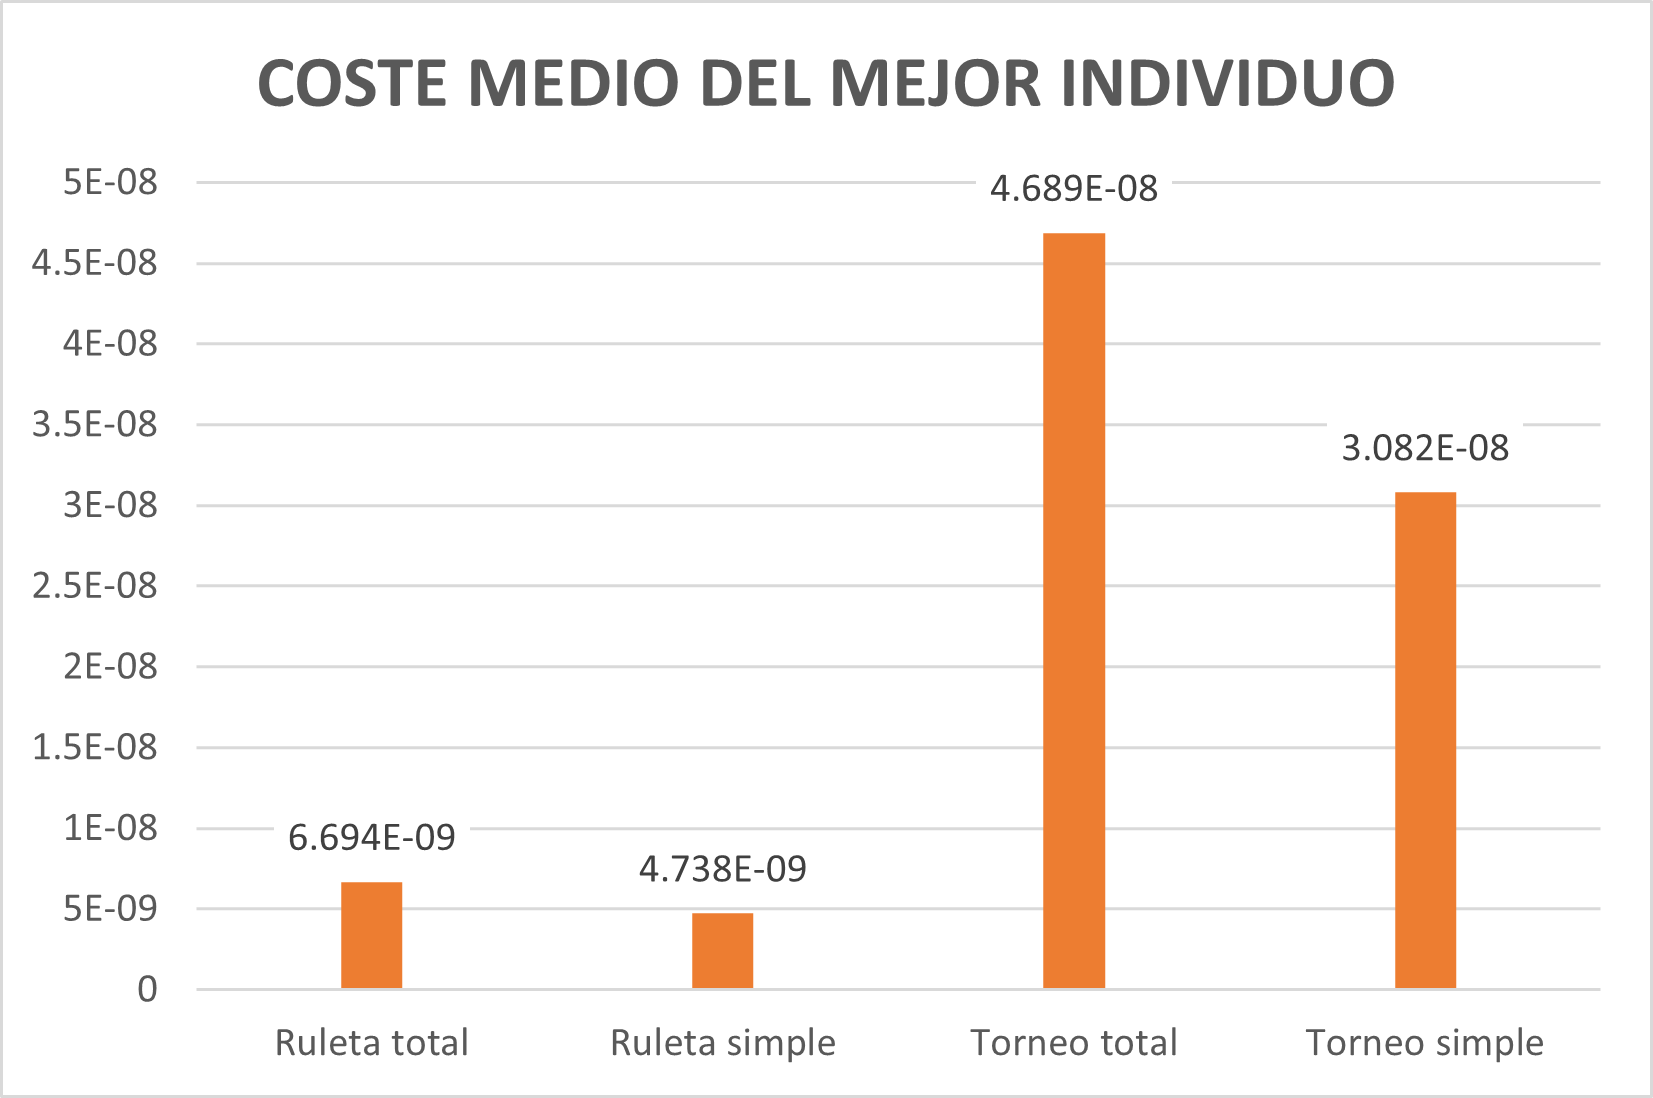 COSTE MEDIO DEL MEJOR INDIVIDUO
5E-08
4.5E-08
4E-08
3.5E-08
3E-08
2.5E-08
2E-08
1.5E-08
1E-08
5E-09
0
6.694E-09
4.738E-09
4.689E-08
3.082E-08
Ruleta total
Ruleta simple
Torneo total
Torneo simple